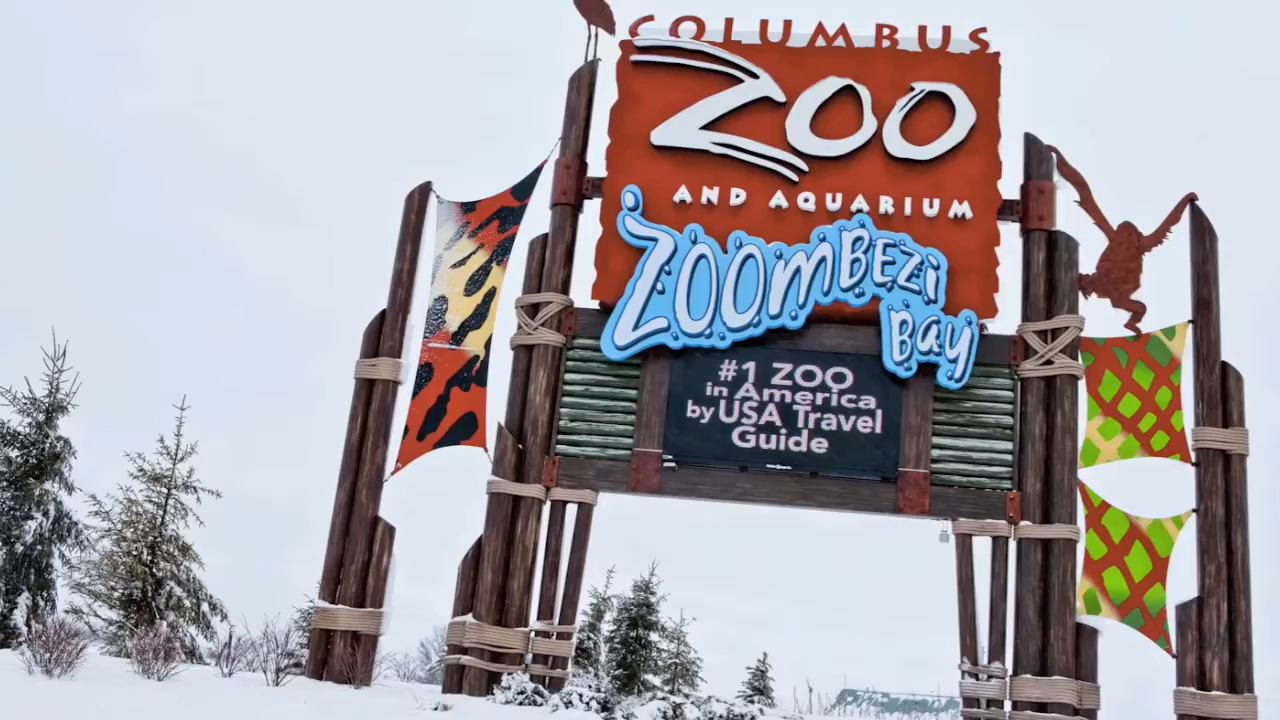 COLUMBUS
ZOO
AND AQUARIUM
ZOOMBEZI
BAY
#1 ZOO
in America
by USA Travel
Guide